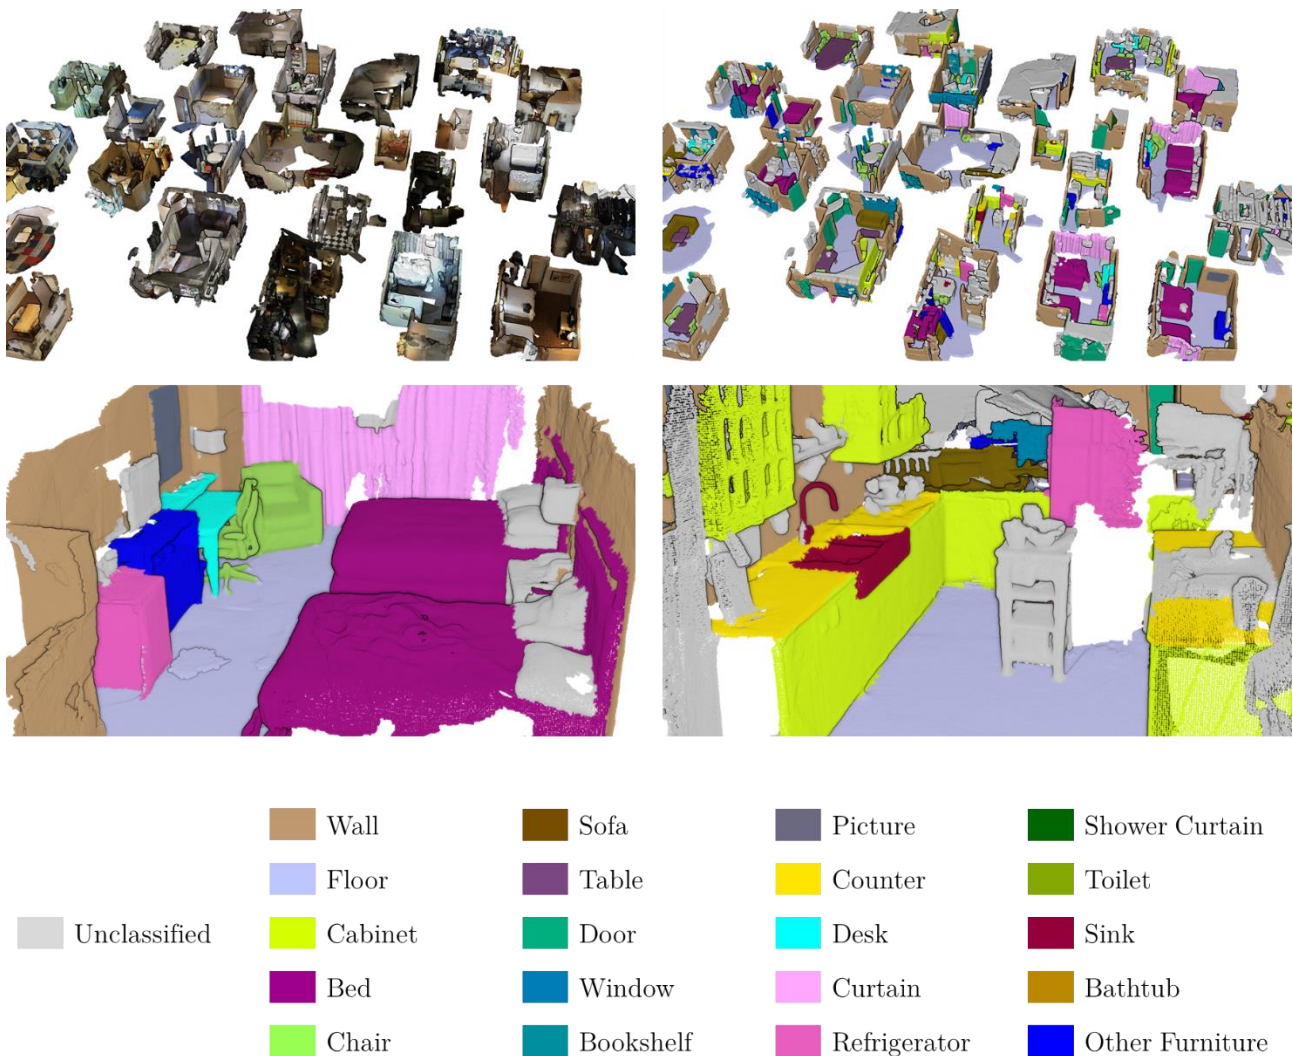 Wall
Sofa
Picture
Shower Curtain
Floor
Table
Counter
Toilet
Unclassified
Cabinet
Door
Desk
Sink
Bed
Window
Curtain
Bathtub
Chair
Bookshelf
Refrigerator
Other Furniture